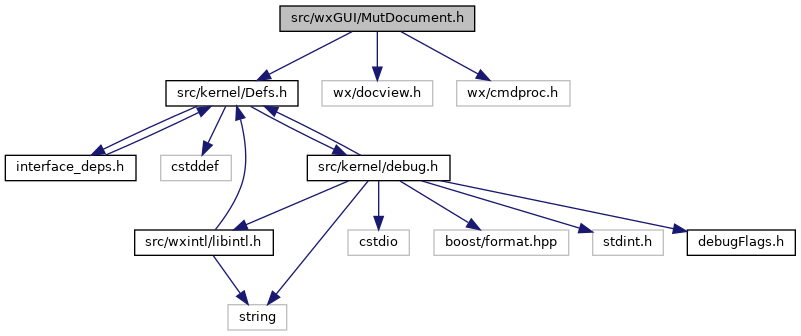 src/wxGUI/MutDocument.h
src/kernel/Defs.h
wx/docview.h
wx/cmdproc.h
interface_deps.h
cstddef
src/kernel/debug.h
src/wxintl/libintl.h
cstdio
boost/format.hpp
stdint.h
debugFlags.h
string